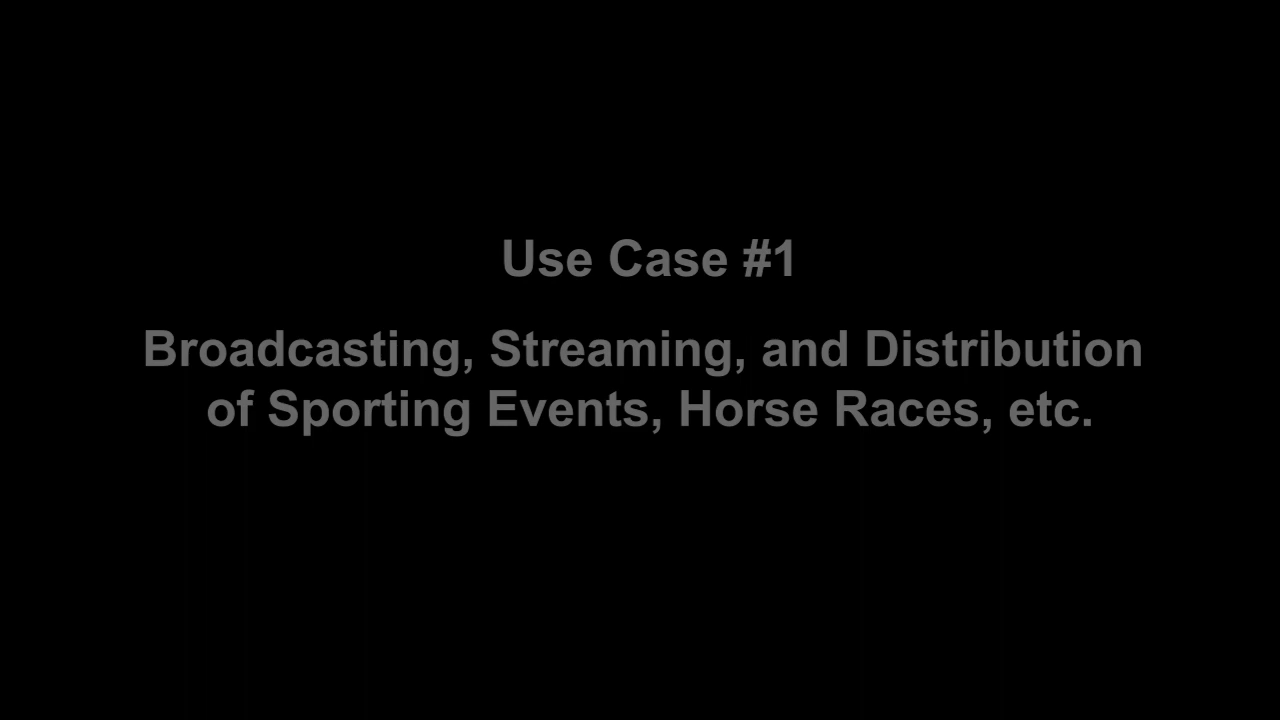 Use Case #1
Broadcasting, Streaming, and Distribution
of Sporting Events, Horse Races, etc.